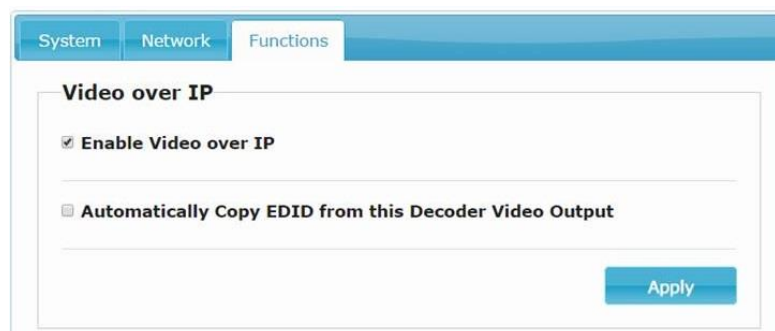 System Network Functions
Video over IP
Enable Video over IP
Automatically Copy EDID from this Decoder Video Output
Apply